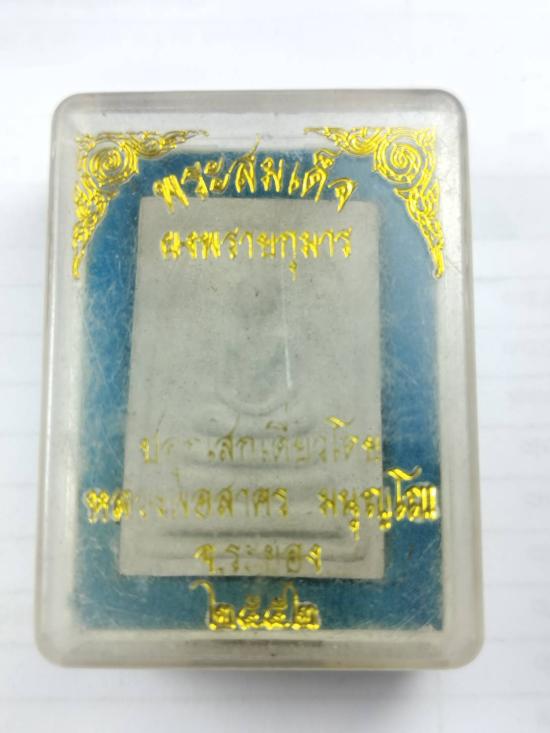 พระสมเด็จ
ผงพรายกุมาร
ปลุกเสกเดี่ยวโดย
หลวงพ่อสาคร มนุญฺโญ
จ.ระยอง
๒๕๕๒